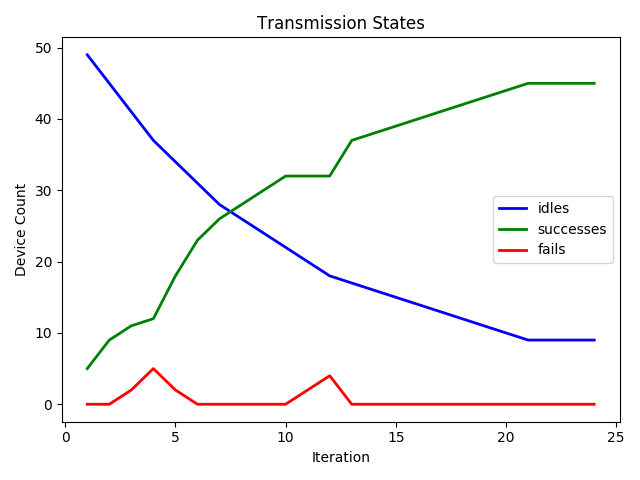 Transmission States
50
40
30
20
10
0
Device Count
idles
successes
fails
0 5 10 15 20 25
Iteration